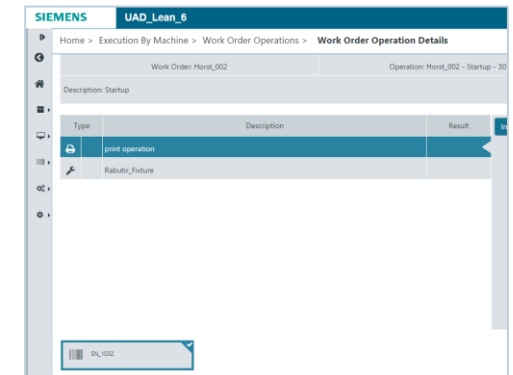 SIEMENS UAD_Lean_6
Home > Execution By Machine > Work Order Operations > Work Order Operation Details
Work Order: Horst_002 Operation: Horst_002 - Startup - 30
Description: Startup
Type Description Result In
print operation
Rabutir_Fixture
SN_1032